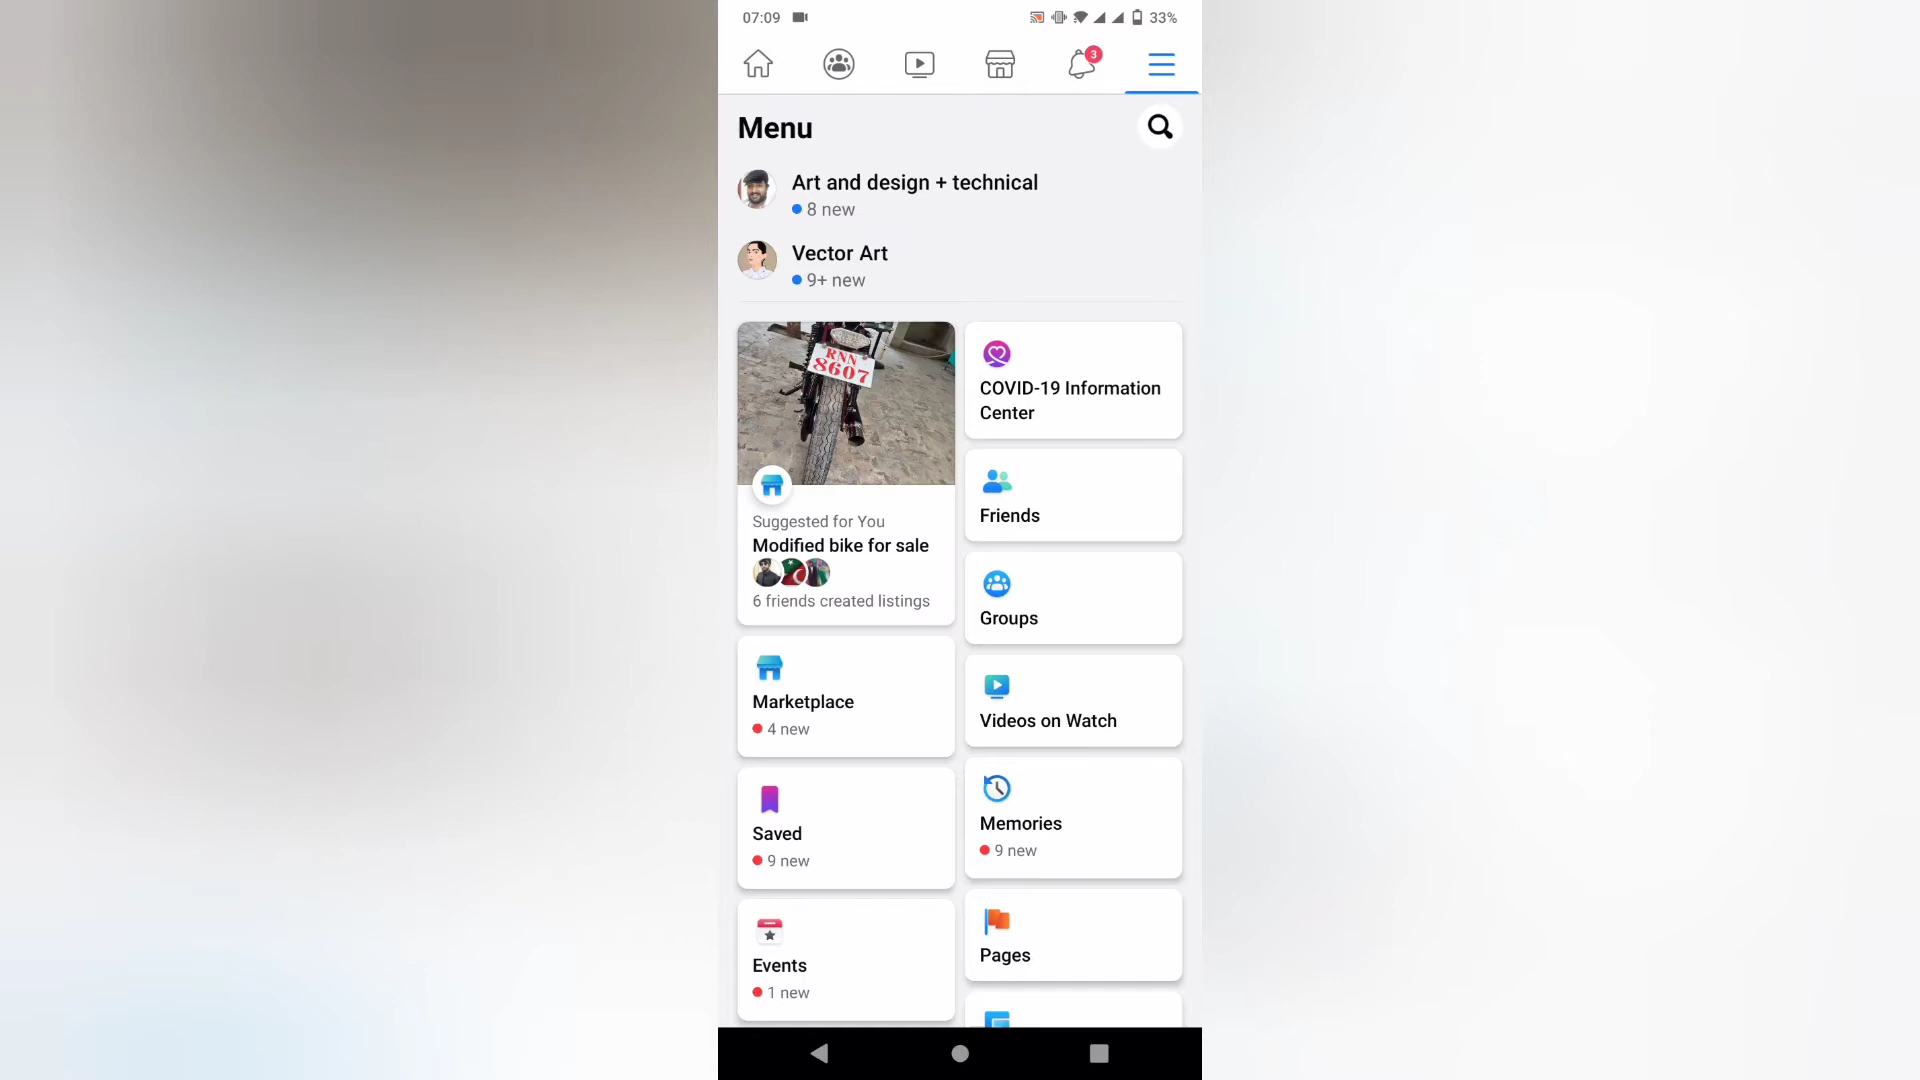 07:09
33%
3
Menu
Art and design + technical
8 new
Vector Art
9+ new
RNN
8607
Suggested for You
Modified bike for sale
6 friends created listings
Marketplace
4 new
Saved
9 new
Events
1 new
COVID-19 Information
Center
Friends
Groups
Videos on Watch
Memories
9 new
Pages